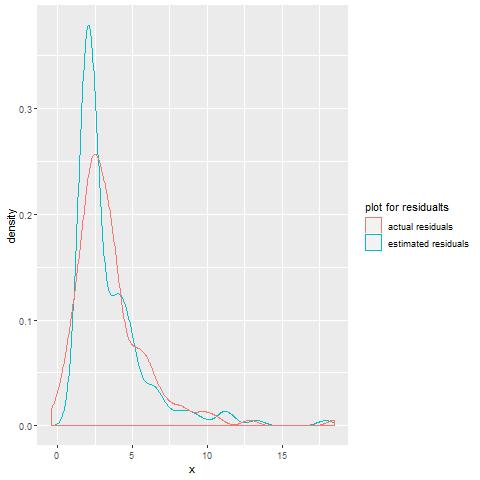 density
0.3
0.2
0.1
0.0
0
5
10
15
x
plot for residualts
actual residuals
estimated residuals